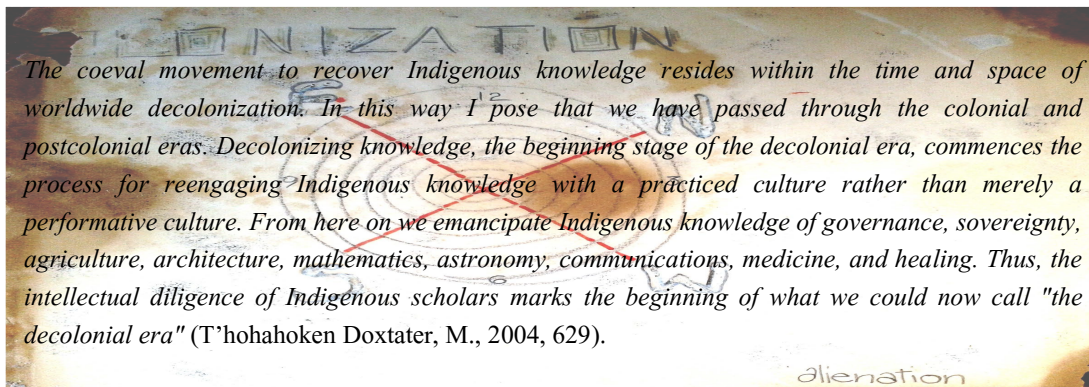 ONIZATION
The coeval movement to recover Indigenous knowledge resides within the time and space of
worldwide decolonization. In this way I pose that we have passed through the colonial and
postcolonial eras. Decolonizing knowledge, the beginning stage of the decolonial era, commences the
process for reengaging Indigenous knowledge with a practiced culture rather than merely a
performative culture. From here on we emancipate Indigenous knowledge of governance, sovereignty,
agriculture, architecture, mathematics, astronomy, communications, medicine, and healing. Thus, the
intellectual diligence of Indigenous scholars marks the beginning of what we could now call "the
decolonial era" (T'hohahoken Doxtater, M., 2004, 629).
12
N
6
alienation